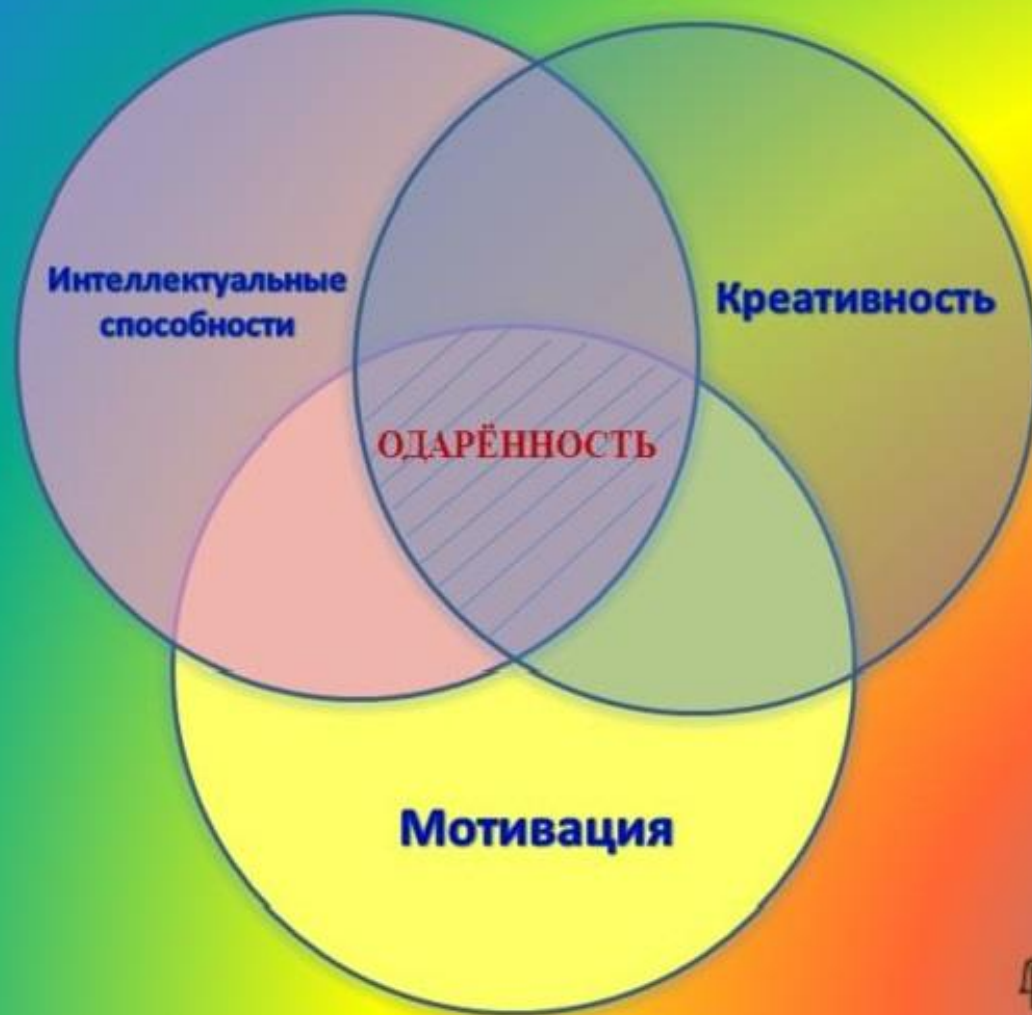 Интеллектуальные
способности
Креативность
ОДАРЁННОСТЬ
Мотивация